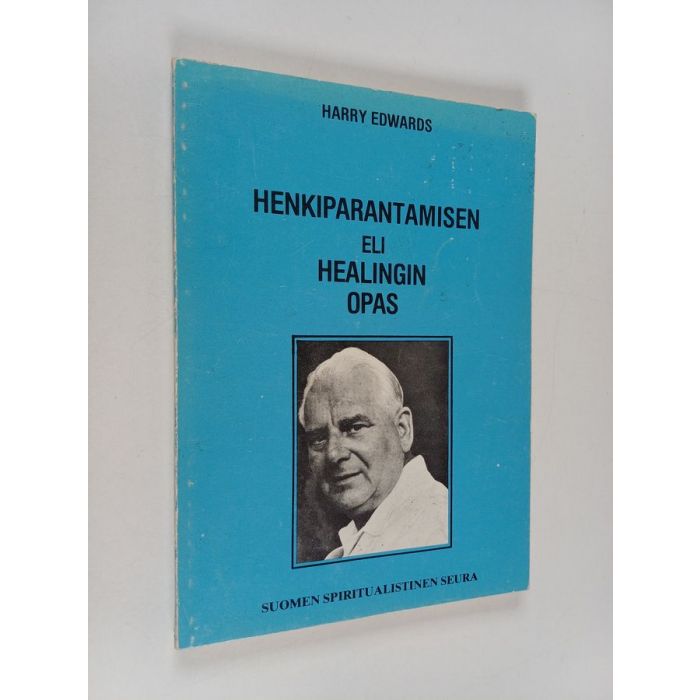 HARRY EDWARDS
HENKIPARANTAMISEN
ELI
HEALINGIN
OPAS
SUOMEN SPIRITUALISTINEN SEURA